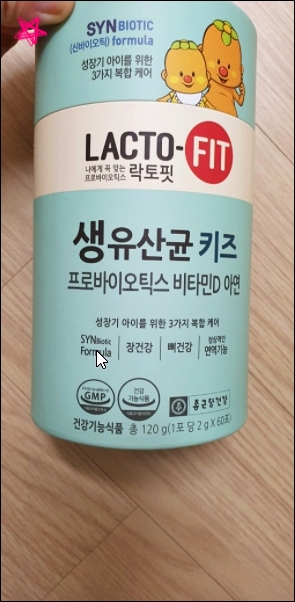 SYNBIOTIC
(신바이오틱) formula
성장기 아이를 위한
3가지 복합 케어
LACTO-FIT
나에게 꼭 맞는
프로바이오틱스 락토핏
생유산균 키즈
프로바이오틱스 비타민D 아연
성장기 아이를 위한 3가지 복합 케어
SYNBiotic
Formula
장건강
뼈건강
정상적인
면역기능
GMP
건강
기능식품
종근당건강
건강기능식품 총 120 g(1포 당 2 g X 60포)